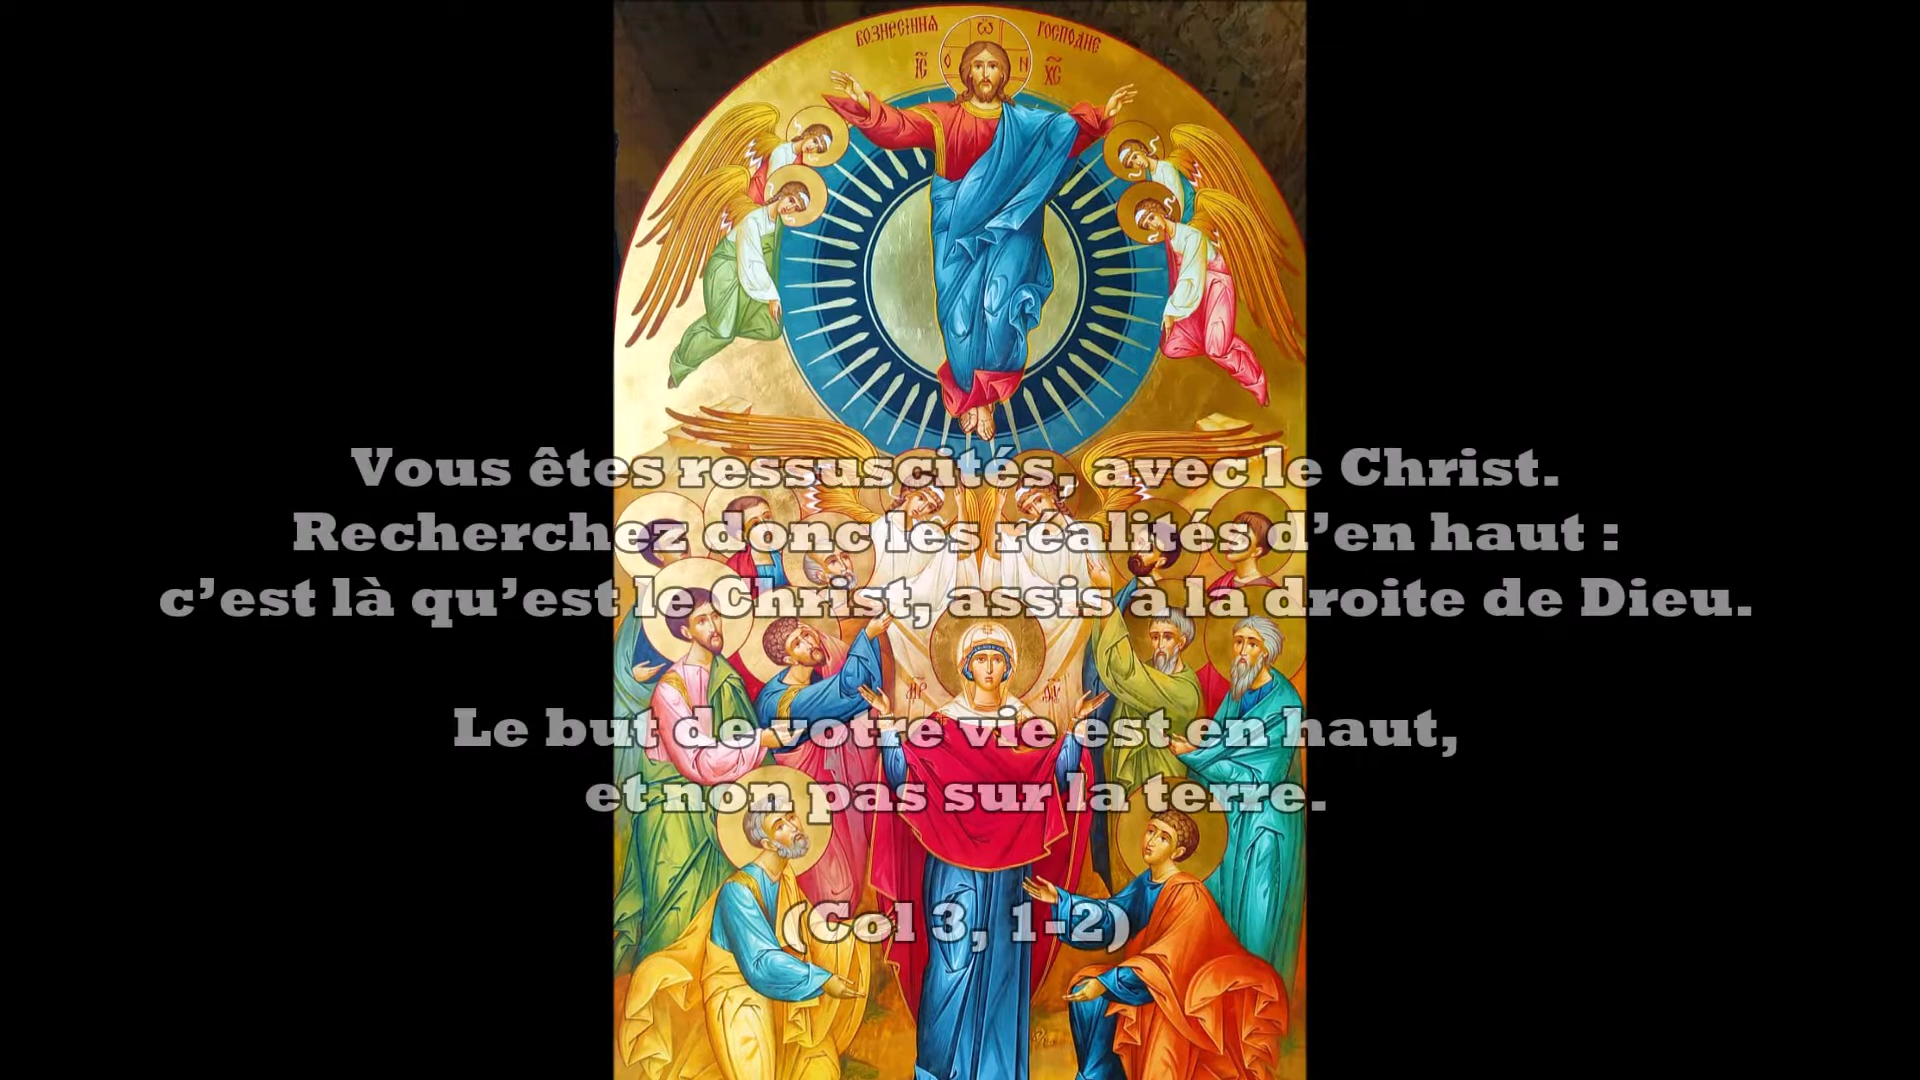 ВОЗНЕСІННЯ ГОСПОДНЕ
ІС ХС
Ѡ
О Н
Vous êtes ressuscités, avec le Christ.
Recherchez donc les réalités d’en haut :
c’est là qu’est le Christ, assis à la droite de Dieu.
МР
Le but de votre vie est en haut,
et non pas sur la terre.
(Col 3, 1-2)